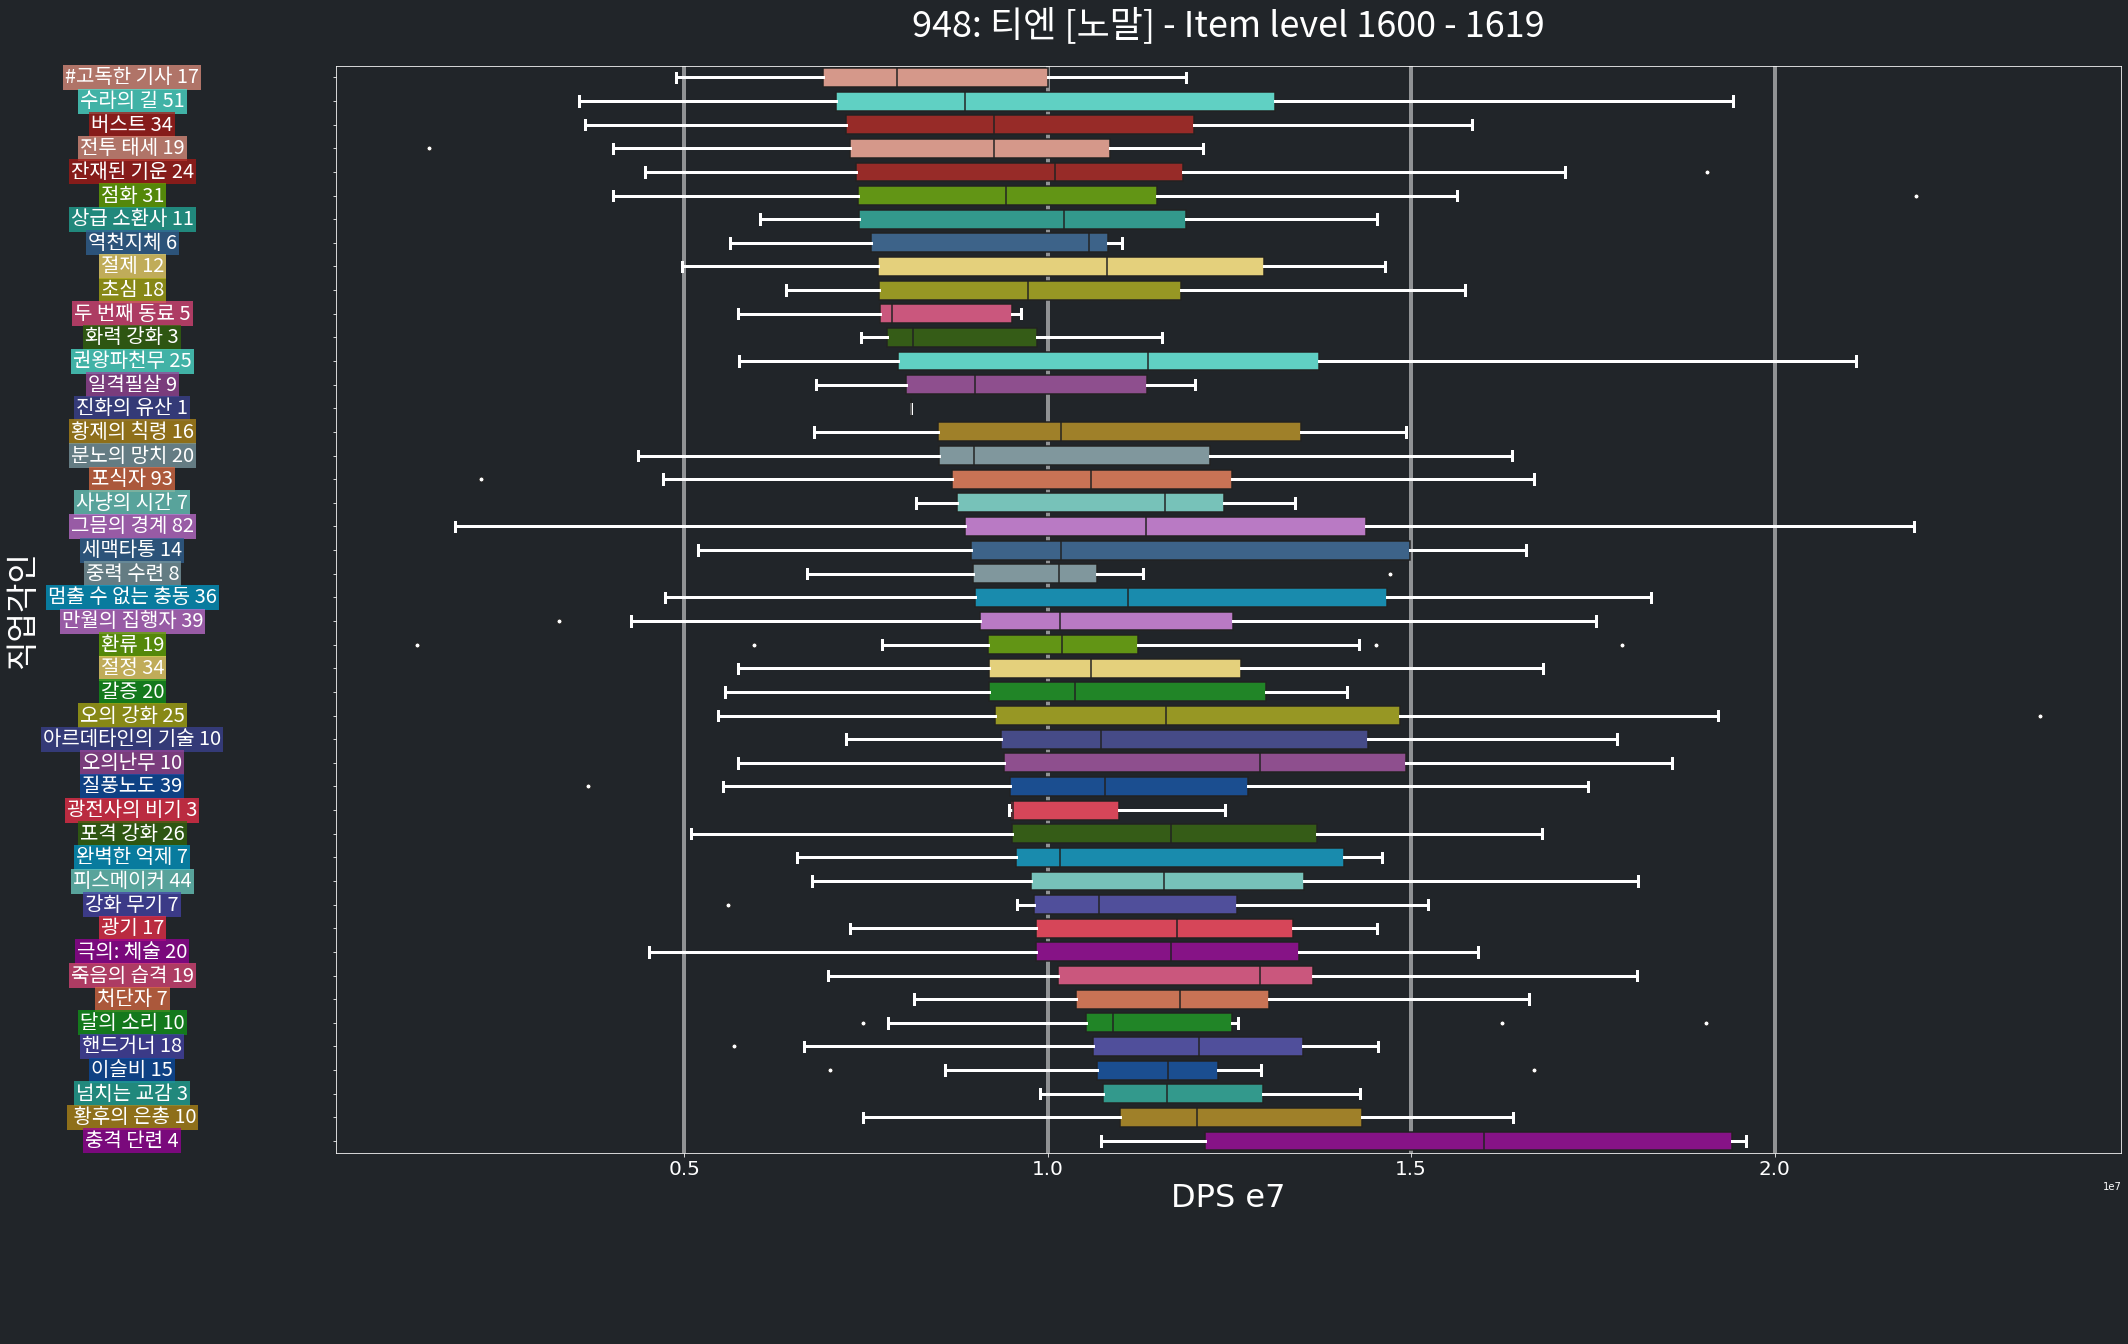 948: 티엔 [노말] - Item level 1600 - 1619
#고독한 기사 17
수라의 길 51
버스트 34
전투 태세 19
잔재된 기운 24
점화 31
상급 소환사 11
역천지체 6
절제 12
초심 18
두 번째 동료 5
화력 강화 3
권왕파천무 25
일격필살 9
진화의 유산 1
황제의 칙령 16
분노의 망치 20
포식자 93
사냥의 시간 7
그믐의 경계 82
세맥타통 14
중력 수련 8
멈출 수 없는 충동 36
만월의 집행자 39
환류 19
절정 34
갈증 20
오의 강화 25
아르데타인의 기술 10
오의난무 10
질풍노도 39
광전사의 비기 3
포격 강화 26
완벽한 억제 7
피스메이커 44
강화 무기 7
광기 17
극의: 체술 20
죽음의 습격 19
처단자 7
달의 소리 10
핸드거너 18
이슬비 15
넘치는 교감 3
황후의 은총 10
충격 단련 4
직업각인
0.5 1.0 1.5 2.0
DPS e7
1e7